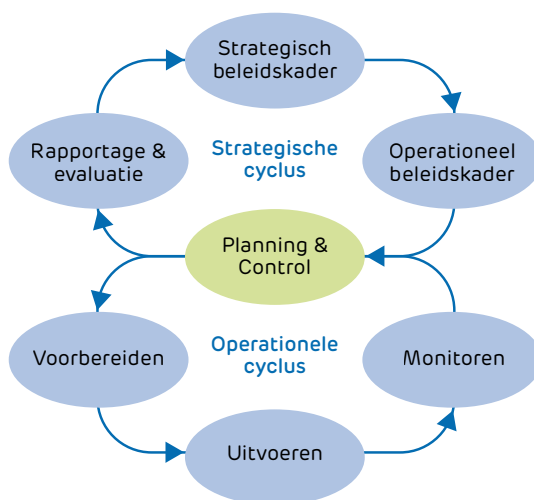 Strategisch
beleidskader
Rapportage &
evaluatie
Strategische
cyclus
Operationeel
beleidskader
Planning &
Control
Voorbereiden
Operationele
cyclus
Monitoren
Uitvoeren